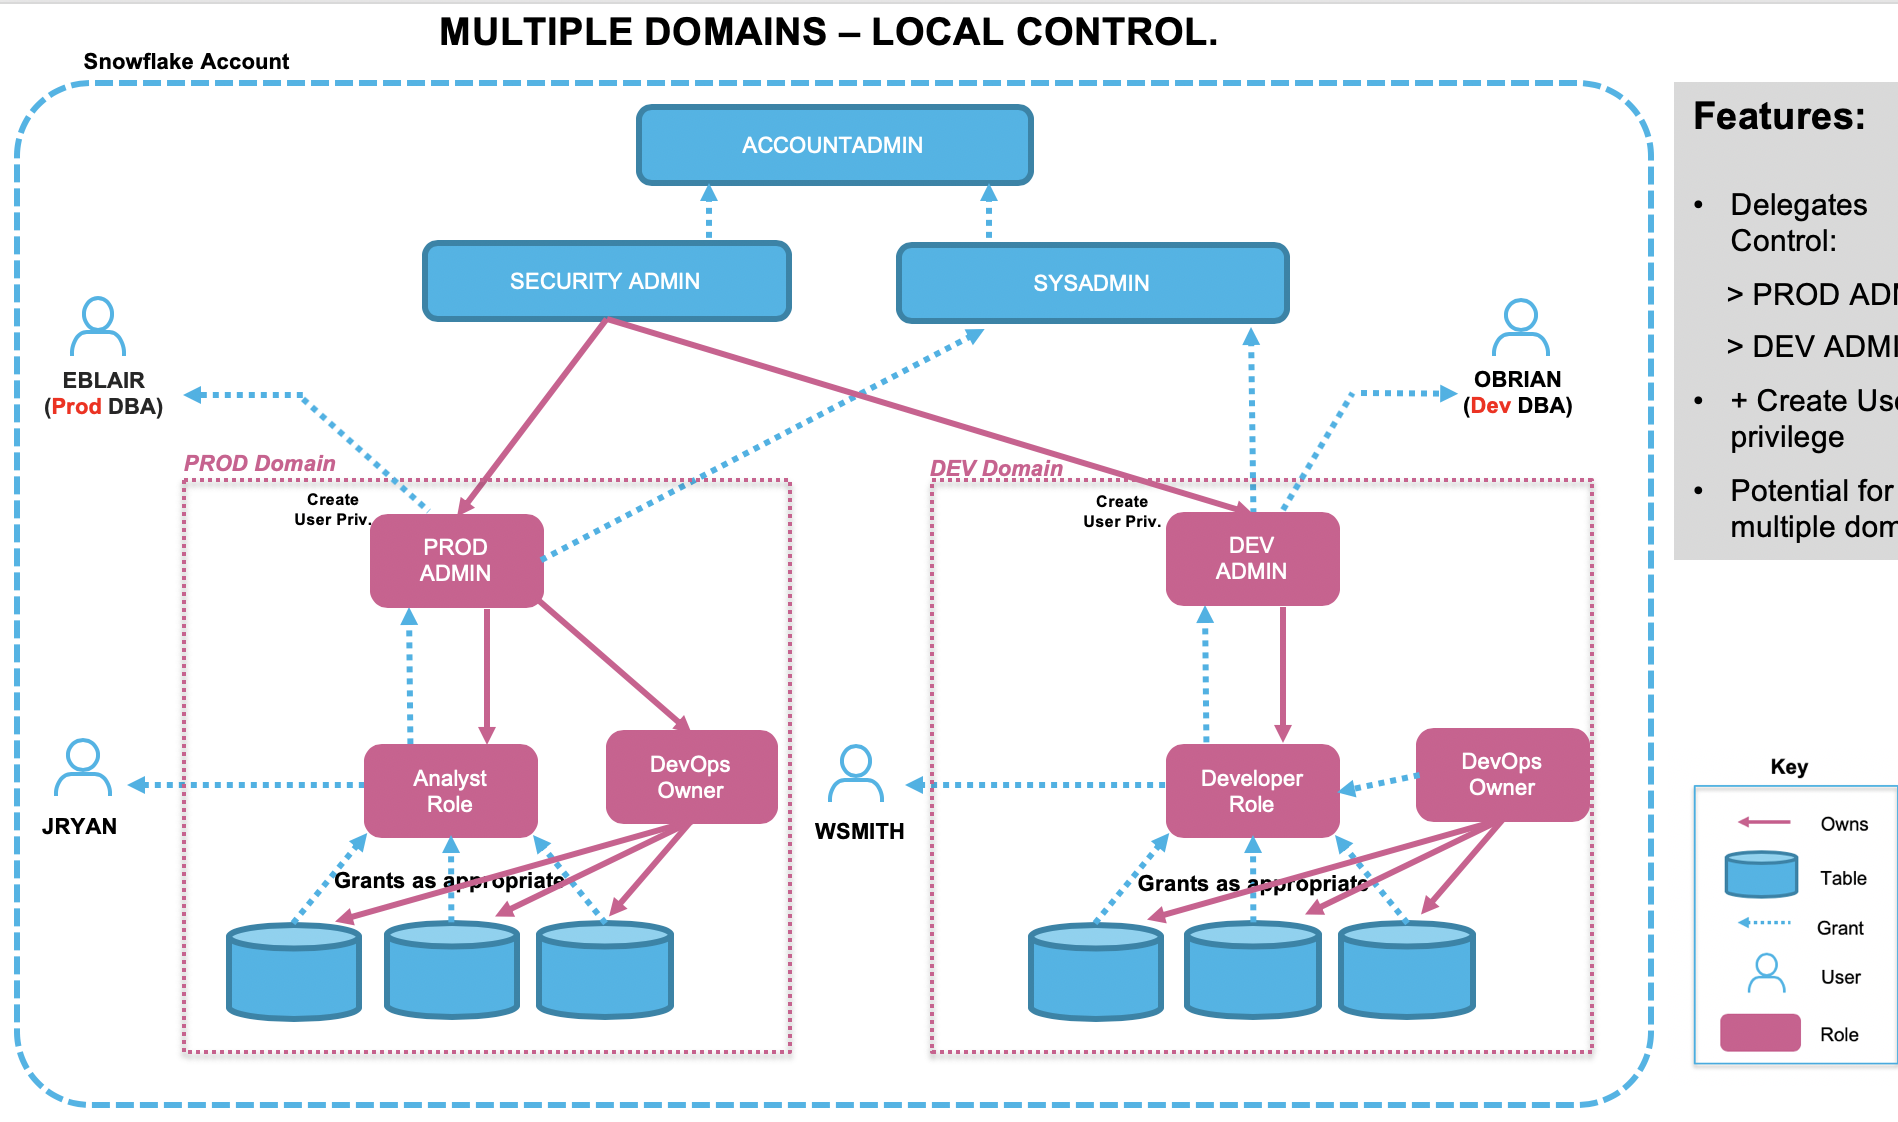 MULTIPLE DOMAINS – LOCAL CONTROL.
Snowflake Account
ACCOUNTADMIN
SECURITY ADMIN
SYSADMIN
EBLAIR
(Prod DBA)
OBRIAN
(Dev DBA)
PROD Domain
Create
User Priv.
PROD
ADMIN
DEV Domain
Create
User Priv.
DEV
ADMIN
JRYAN
Analyst
Role
DevOps
Owner
WSMITH
Developer
Role
DevOps
Owner
Grants as appropriate
Grants as appropriate
Features:
• Delegates
Control:
> PROD ADM
> DEV ADMI
• + Create Use
privilege
• Potential for
multiple dom
Key
Owns
Table
Grant
User
Role